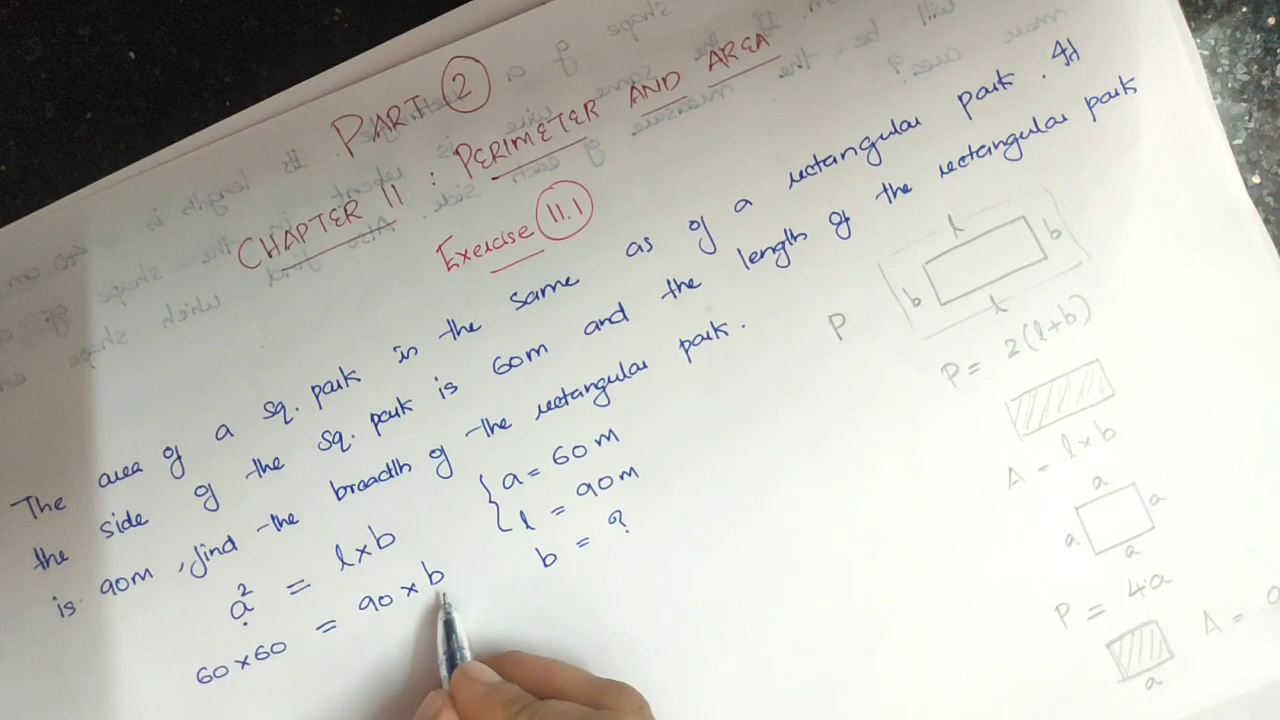 PART 2
CHAPTER 11 : PERIMETER AND AREA
Exercise 11.1
The area of a sq. park is the same as of a rectangular park. If
the side of the sq. park is 60m and the length of the rectangular park
is 90m, find the breadth of the rectangular park.
a² = l×b
60×60 = 90×b
a = 60m
l = 90m
b = ?
P
l
b
b
l
P = 2(l+b)
A = l×b
a
a
a
a
P = 4a
A =
a